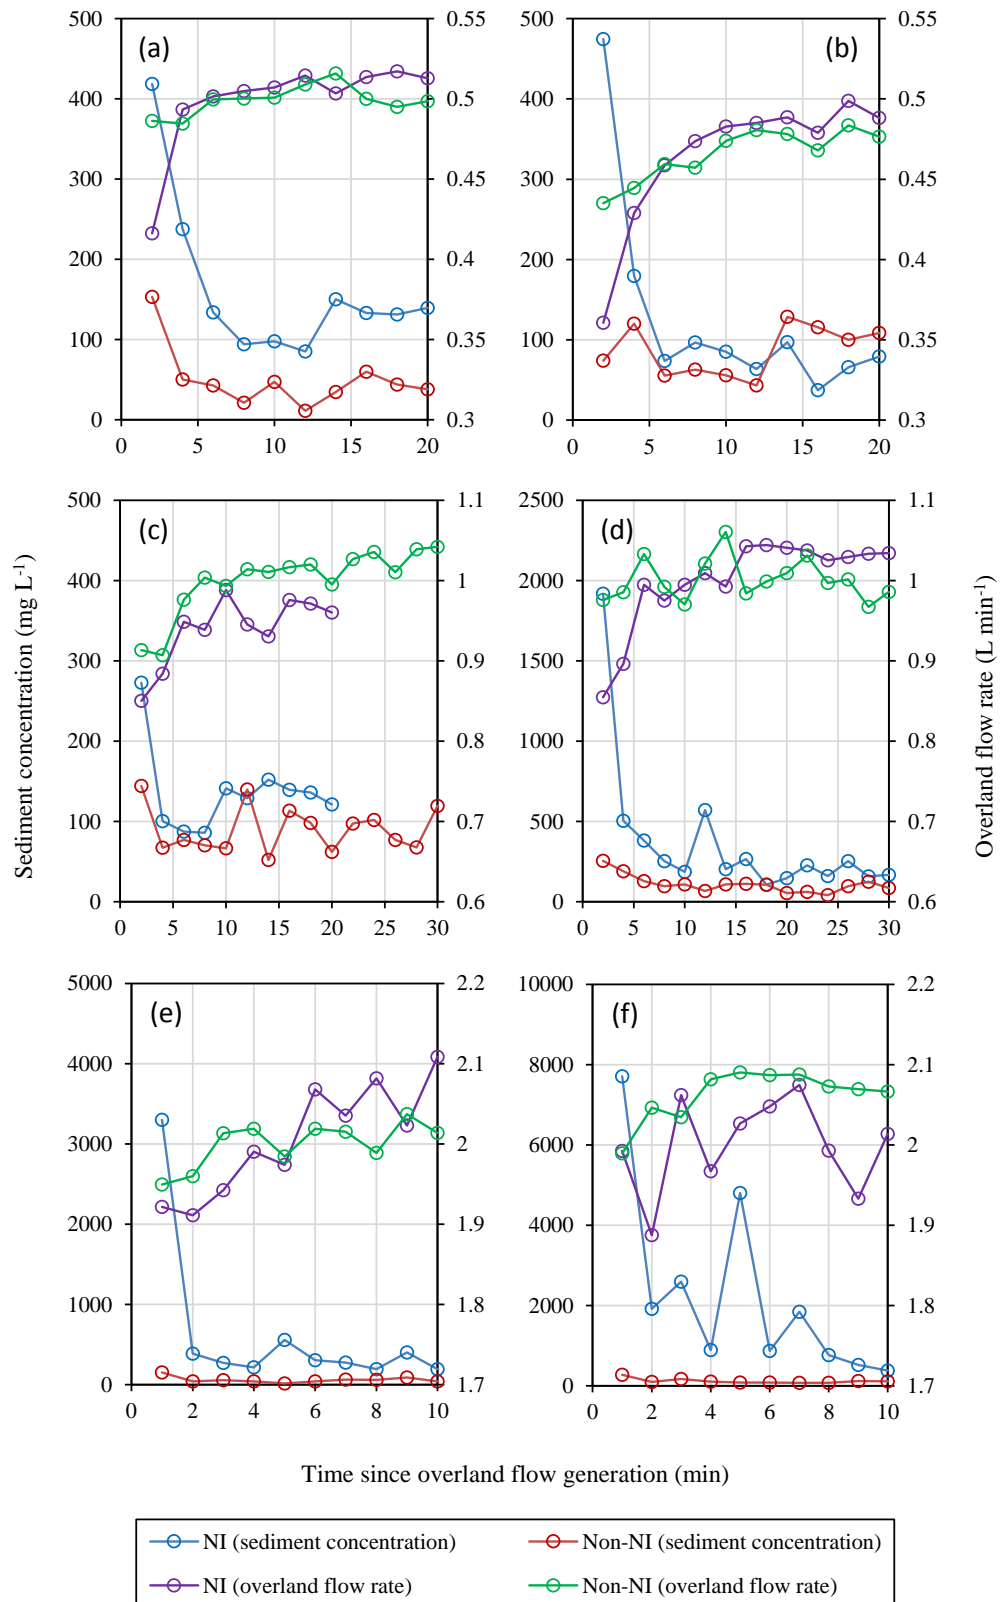 500 0.55
(a)
400 0.5
300 0.45
200 0.4
100 0.35
0 0.3
0 5 10 15 20
500 0.55
(b)
400 0.5
300 0.45
200 0.4
100 0.35
0 0.3
0 5 10 15 20
500 1.1
(c)
400 1
300 0.9
200 0.8
100 0.7
0 0.6
0 5 10 15 20 25 30
2500 1.1
(d)
2000 1
1500 0.9
1000 0.8
500 0.7
0 0.6
0 5 10 15 20 25 30
Sediment concentration (mg L⁻¹)
Overland flow rate (L min⁻¹)
5000 2.2
(e)
4000 2.1
3000 2
2000 1.9
1000 1.8
0 1.7
0 2 4 6 8 10
10000 2.2
(f)
8000 2.1
6000 2
4000 1.9
2000 1.8
0 1.7
0 2 4 6 8 10
Time since overland flow generation (min)
NI (sediment concentration) Non-NI (sediment concentration)
NI (overland flow rate) Non-NI (overland flow rate)